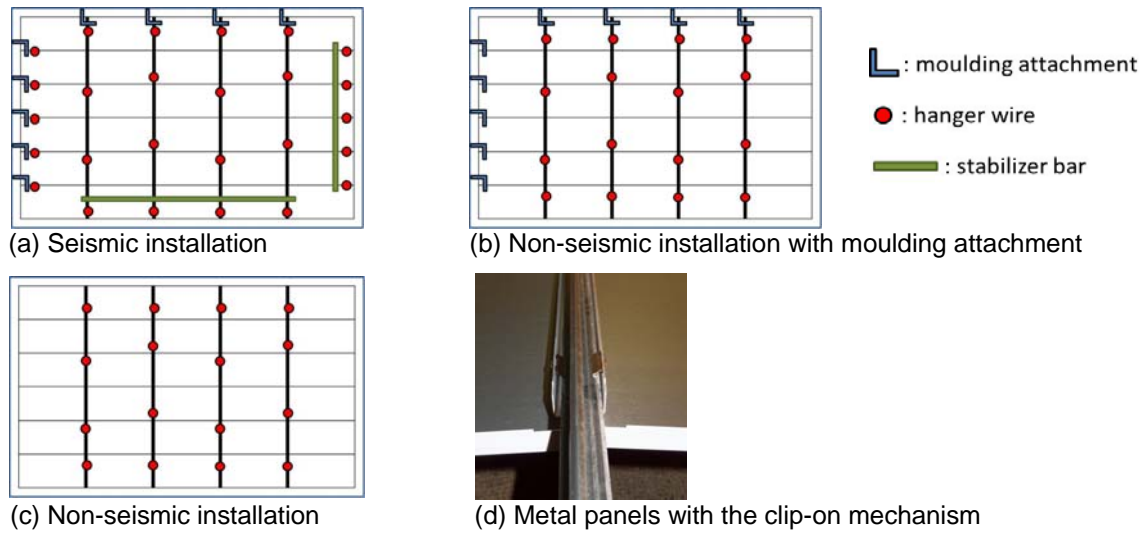 : moulding attachment
: hanger wire
: stabilizer bar
(a) Seismic installation
(b) Non-seismic installation with moulding attachment
(c) Non-seismic installation
(d) Metal panels with the clip-on mechanism